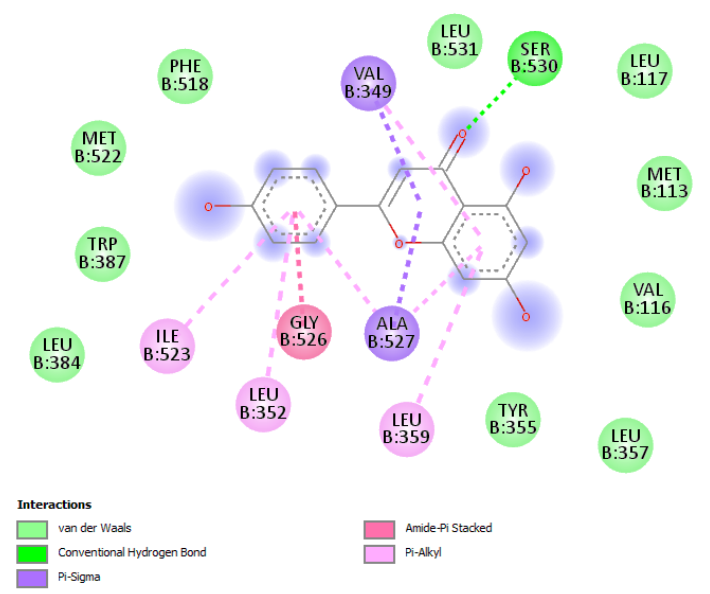 LEU
B:531
SER
B:530
PHE
B:518
VAL
B:349
LEU
B:117
MET
B:522
O
O
MET
B:113
O
TRP
B:387
O
VAL
B:116
O
ILE
B:523
GLY
B:526
ALA
B:527
LEU
B:384
LEU
B:352
LEU
B:359
TYR
B:355
LEU
B:357
Interactions
van der Waals
Conventional Hydrogen Bond
Pi-Sigma
Amide-Pi Stacked
Pi-Alkyl